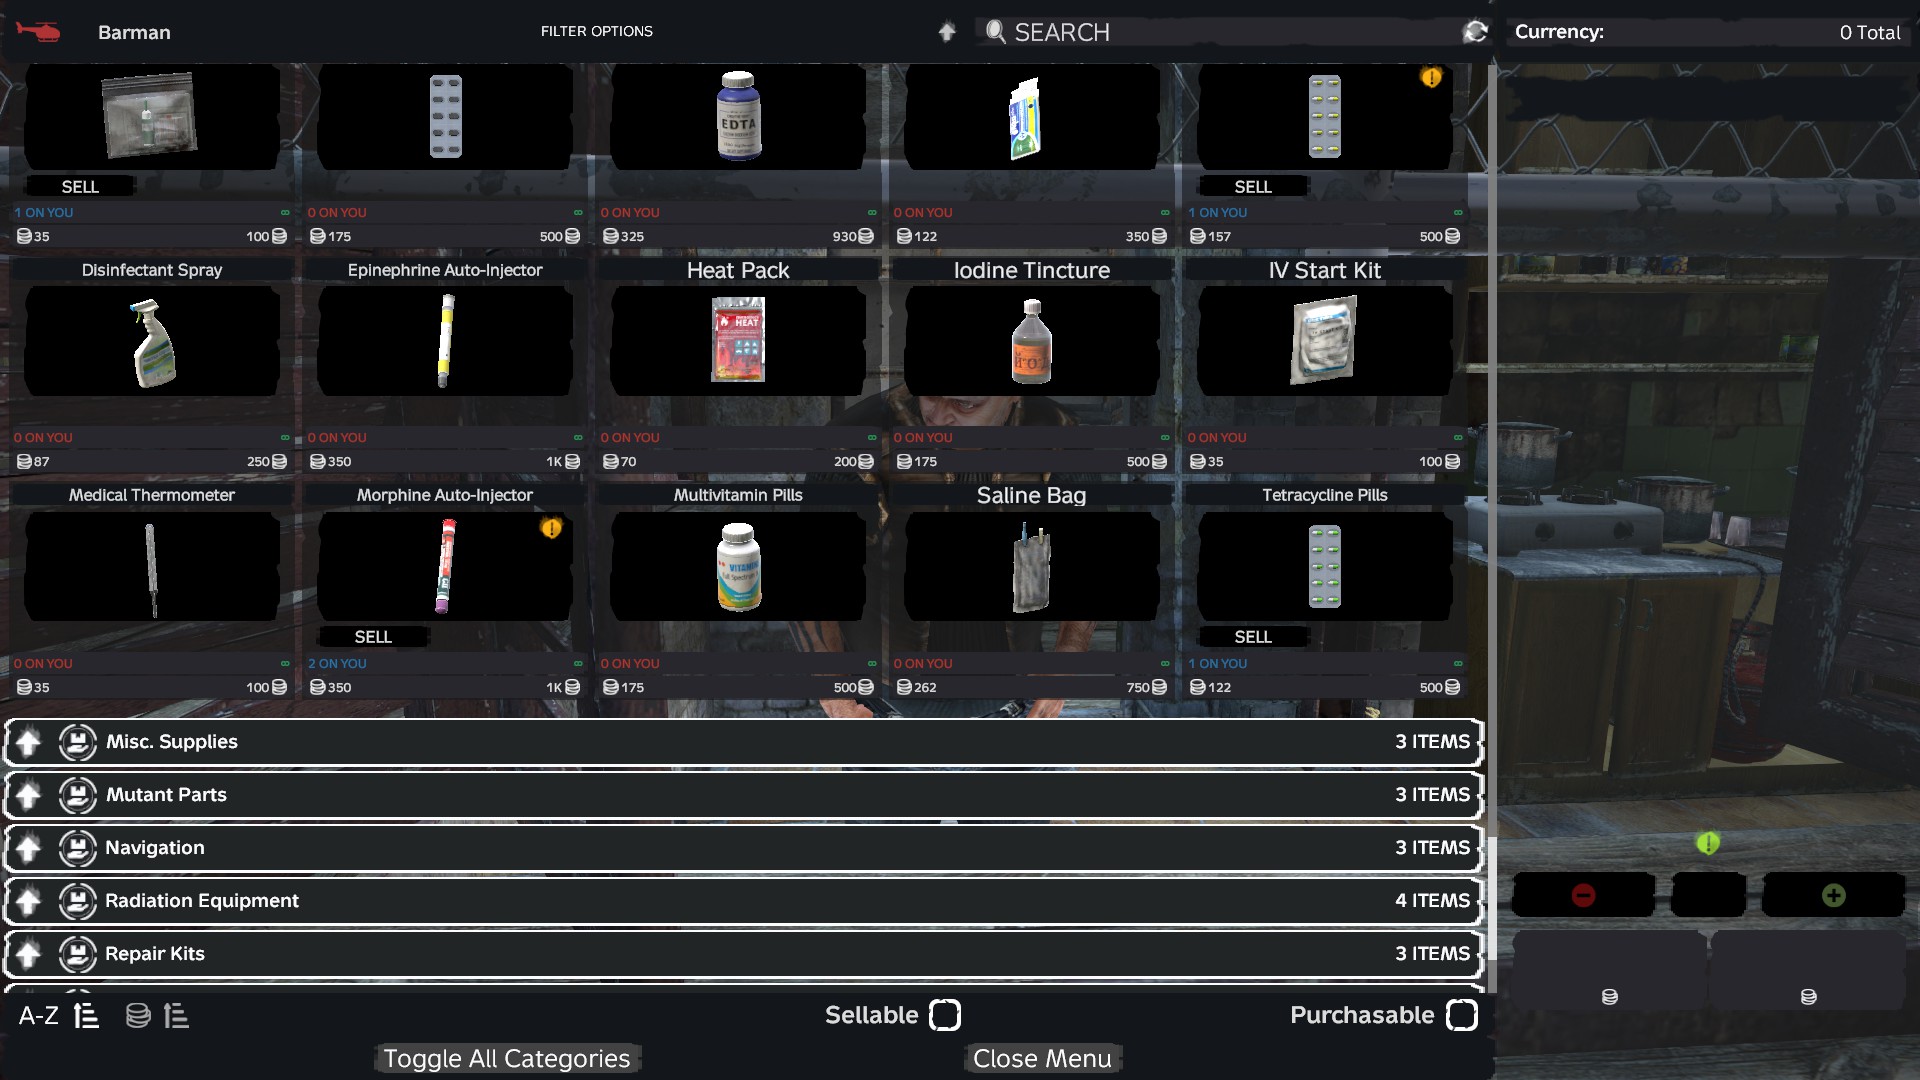 Barman
FILTER OPTIONS
SEARCH
Currency:
0 Total
EDTA
SELL
SELL
1 ON YOU
0 ON YOU
0 ON YOU
0 ON YOU
1 ON YOU
35 100
175 500
325 930
122 350
157 500
Disinfectant Spray
Epinephrine Auto-Injector
Heat Pack
Iodine Tincture
IV Start Kit
HEAT
0 ON YOU
0 ON YOU
0 ON YOU
0 ON YOU
0 ON YOU
87 250
350 1K
70 200
175 500
35 100
Medical Thermometer
Morphine Auto-Injector
Multivitamin Pills
Saline Bag
Tetracycline Pills
SELL
SELL
0 ON YOU
2 ON YOU
0 ON YOU
0 ON YOU
1 ON YOU
35 100
350 1K
175 500
262 750
122 500
Misc. Supplies 3 ITEMS
Mutant Parts 3 ITEMS
Navigation 3 ITEMS
Radiation Equipment 4 ITEMS
Repair Kits 3 ITEMS
A-Z
Sellable
Purchasable
Toggle All Categories
Close Menu